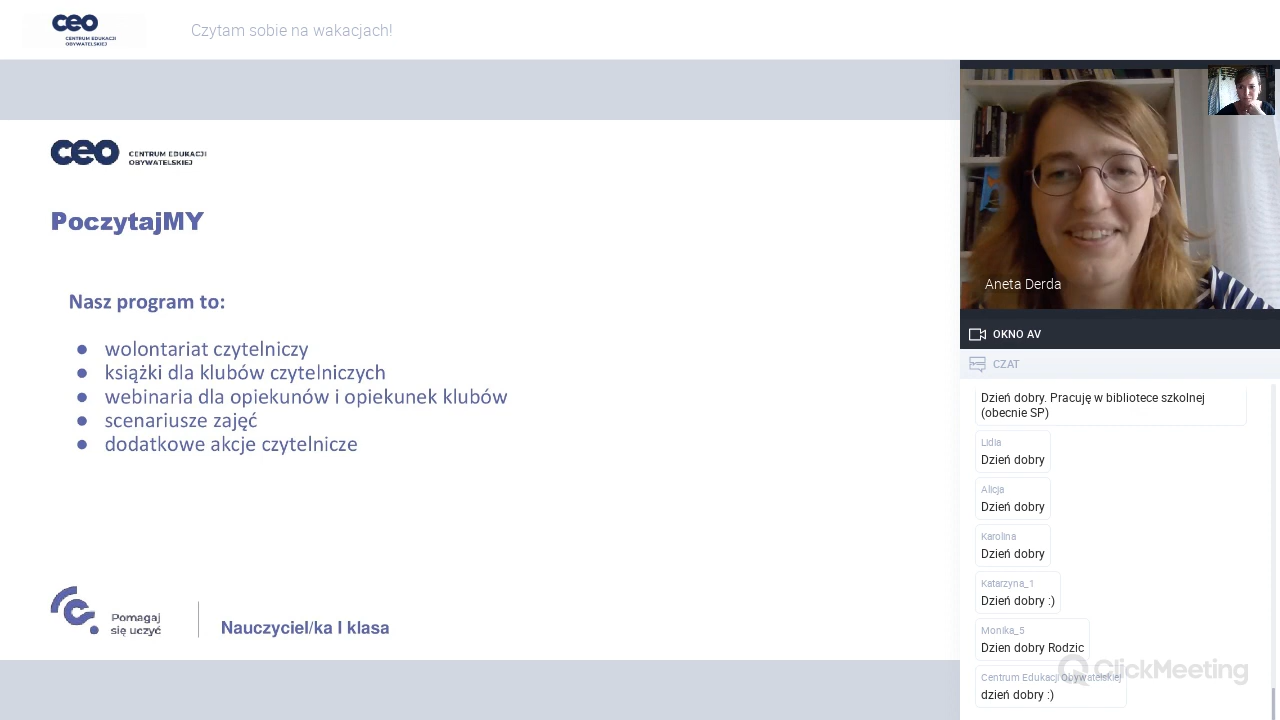 ceo
CENTRUM EDUKACJI
OBYWATELSKIEJ
Czytam sobie na wakacjach!
ceo
CENTRUM EDUKACJI
OBYWATELSKIEJ
PoczytajMY
Nasz program to:
● wolontariat czytelniczy
● książki dla klubów czytelniczych
● webinaria dla opiekunów i opiekunek klubów
● scenariusze zajęć
● dodatkowe akcje czytelnicze
Pomagaj
się uczyć
Nauczyciel/ka I klasa
Aneta Derda
OKNO AV
CZAT
Dzień dobry. Pracuję w bibliotece szkolnej
(obecnie SP)
Lidia
Dzień dobry
Alicja
Dzień dobry
Karolina
Dzień dobry
Katarzyna_1
Dzień dobry :)
Monika_5
Dzien dobry Rodzic
Centrum Edukacji Obywatelskiej
dzień dobry :)
ClickMeeting